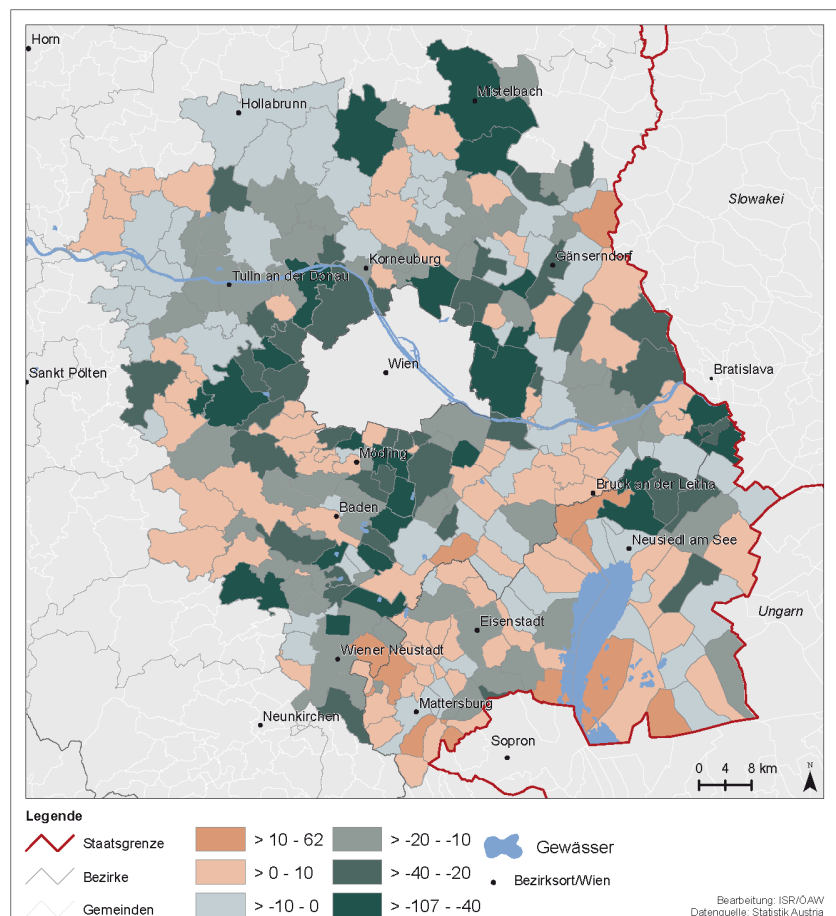 Horn
Mistelbach
Hollabrunn
Slowakei
Korneuburg
Gänserndorf
Tulln an der Donau
Wien
Sankt Pölten
Bratislava
Mödling
Bruck an der Leitha
Baden
Neusiedl am See
Ungarn
Eisenstadt
Wiener Neustadt
Mattersburg
Neunkirchen
Sopron
0 4 8 km
N
Legende
Staatsgrenze
Bezirke
Gemeinden
> 10 - 62
> 0 - 10
> -10 - 0
> -20 - -10
> -40 - -20
> -107 - -40
Gewässer
Bezirksort/Wien
Bearbeitung: ISR/ÖAW
Datenquelle: Statistik Austria